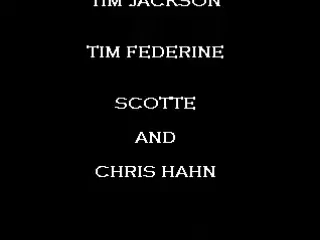 TIM JACKSON
TIM FEDERINE
SCOTTE
AND
CHRIS HAHN